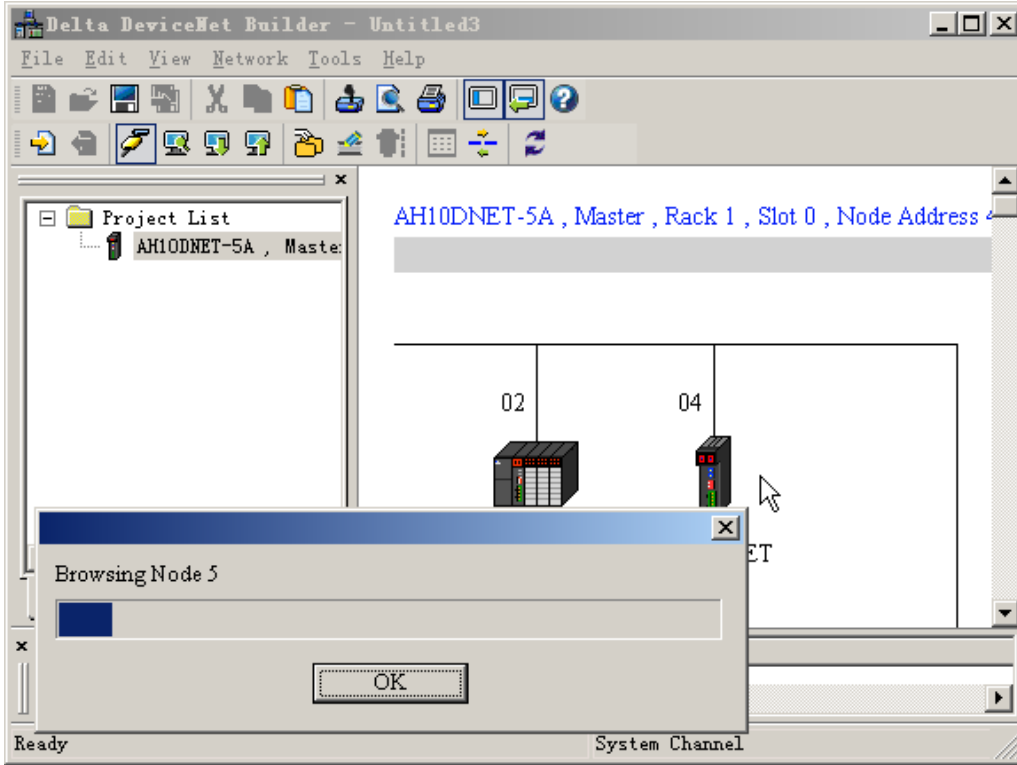 Delta DeviceNet Builder - Untitled3
File Edit View Network Tools Help
Project List
AH10DNET-5A , Maste
AH10DNET-5A , Master , Rack 1 , Slot 0 , Node Address 4
02
04
ET
Browsing Node 5
OK
Ready
System Channel